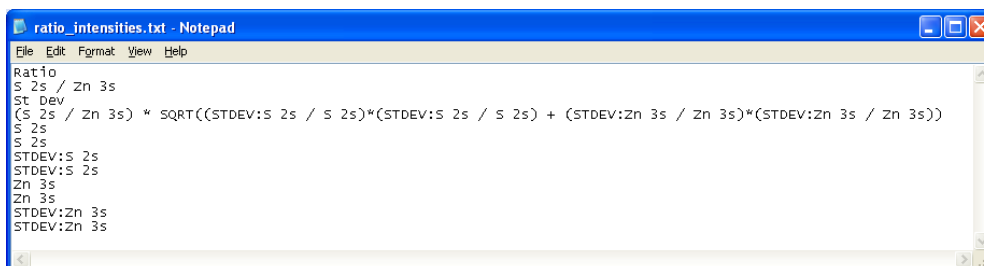 ratio_intensities.txt - Notepad
File Edit Format View Help
Ratio
S 2s / Zn 3s
St Dev
(S 2s / Zn 3s) * SQRT((STDEV:S 2s / S 2s)*(STDEV:S 2s / S 2s) + (STDEV:Zn 3s / Zn 3s)*(STDEV:Zn 3s / Zn 3s))
S 2s
S 2s
STDEV:S 2s
STDEV:S 2s
Zn 3s
Zn 3s
STDEV:Zn 3s
STDEV:Zn 3s